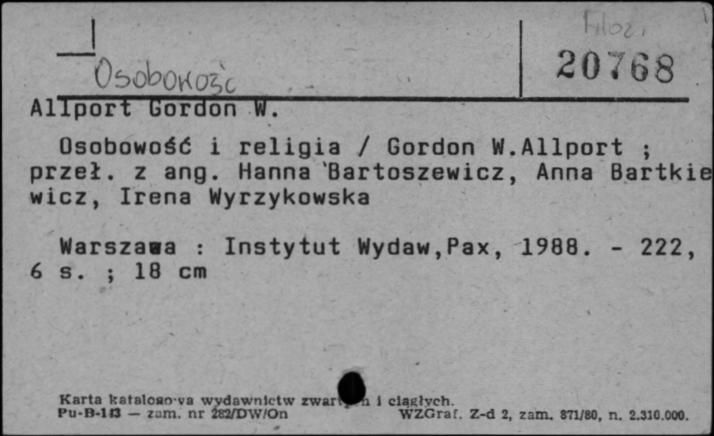 Filoz.
20768
Osobowość
Allport Gordon W.
Osobowość i religia / Gordon W.Allport ;
przeł. z ang. Hanna Bartoszewicz, Anna Bartkie
wicz, Irena Wyrzykowska
Warszawa : Instytut Wydaw,Pax, 1988. - 222,
6 s. ; 18 cm
Karta katalogowa wydawnictw zwartych i ciągłych.
Pu-B-143 — zam. nr 282/DW/On WZGraf. Z-d 2, zam. 871/80, n. 2.310.000.